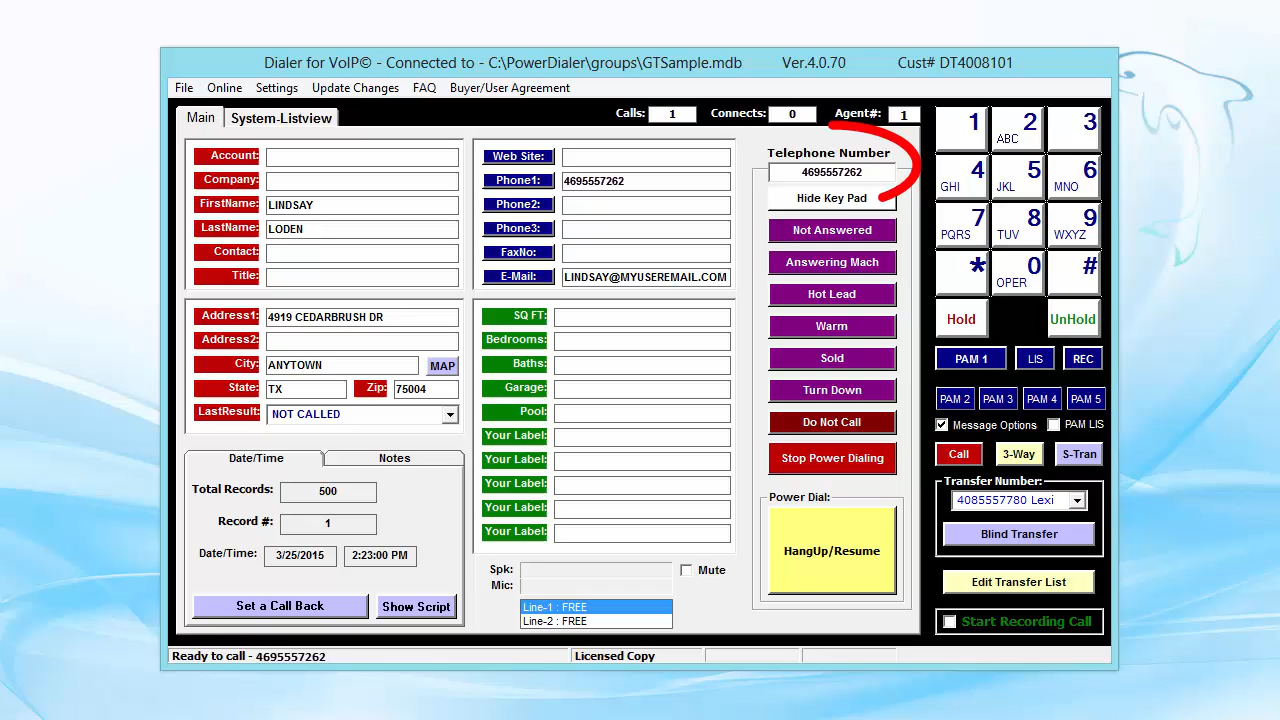 Dialer for VoIP© - Connected to - C:\PowerDialer\groups\GTSample.mdb Ver.4.0.70 Cust# DT4008101
File Online Settings Update Changes FAQ Buyer/User Agreement
Main System-Listview
Calls: 1 Connects: 0 Agent#: 1
Account:
Company:
FirstName: LINDSAY
LastName: LODEN
Contact:
Title:
Address1: 4919 CEDARBRUSH DR
Address2:
City: ANYTOWN MAP
State: TX Zip: 75004
LastResult: NOT CALLED
Date/Time Notes
Total Records: 500
Record #: 1
Date/Time: 3/25/2015 2:23:00 PM
Set a Call Back Show Script
Web Site:
Phone1: 4695557262
Phone2:
Phone3:
FaxNo:
E-Mail: LINDSAY@MYUSEREMAIL.COM
SQ FT:
Bedrooms:
Baths:
Garage:
Pool:
Your Label:
Your Label:
Your Label:
Your Label:
Your Label:
Spk:
Mic:
Mute
Line-1 : FREE
Line-2 : FREE
Telephone Number
4695557262
Hide Key Pad
Not Answered
Answering Mach
Hot Lead
Warm
Sold
Turn Down
Do Not Call
Stop Power Dialing
Power Dial:
HangUp/Resume
1 2 ABC 3
4 GHI 5 JKL 6 MNO
7 PQRS 8 TUV 9 WXYZ
* 0 OPER #
Hold UnHold
PAM 1 LIS REC
PAM 2 PAM 3 PAM 4 PAM 5
Message Options PAM LIS
Call 3-Way S-Tran
Transfer Number:
4085557780 Lexi
Blind Transfer
Edit Transfer List
Start Recording Call
Ready to call - 4695557262 Licensed Copy